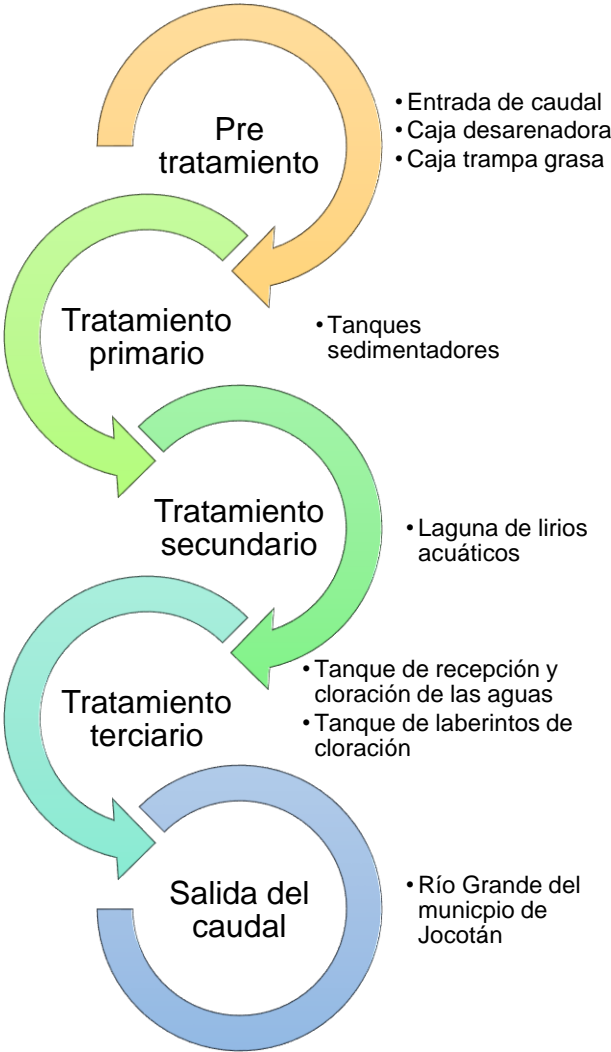 Pre
tratamiento
• Entrada de caudal
• Caja desarenadora
• Caja trampa grasa
Tratamiento
primario
• Tanques
sedimentadores
Tratamiento
secundario
• Laguna de lirios
acuáticos
Tratamiento
terciario
• Tanque de recepción y
cloración de las aguas
• Tanque de laberintos de
cloración
Salida del
caudal
• Río Grande del
municpio de
Jocotán